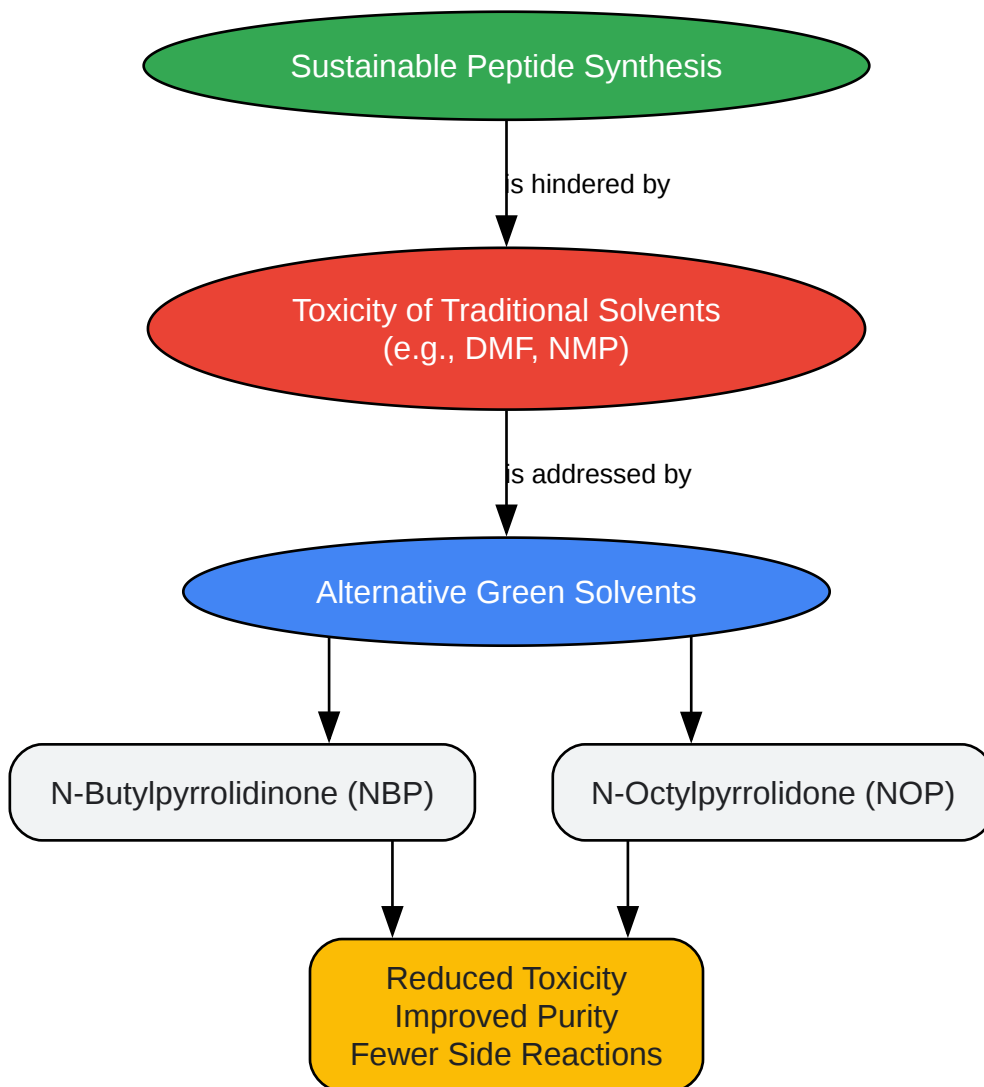 Sustainable Peptide Synthesis
is hindered by
Toxicity of Traditional Solvents
(e.g., DMF, NMP)
is addressed by
Alternative Green Solvents
N-Butylpyrrolidinone (NBP)
N-Octylpyrrolidone (NOP)
Reduced Toxicity
Improved Purity
Fewer Side Reactions